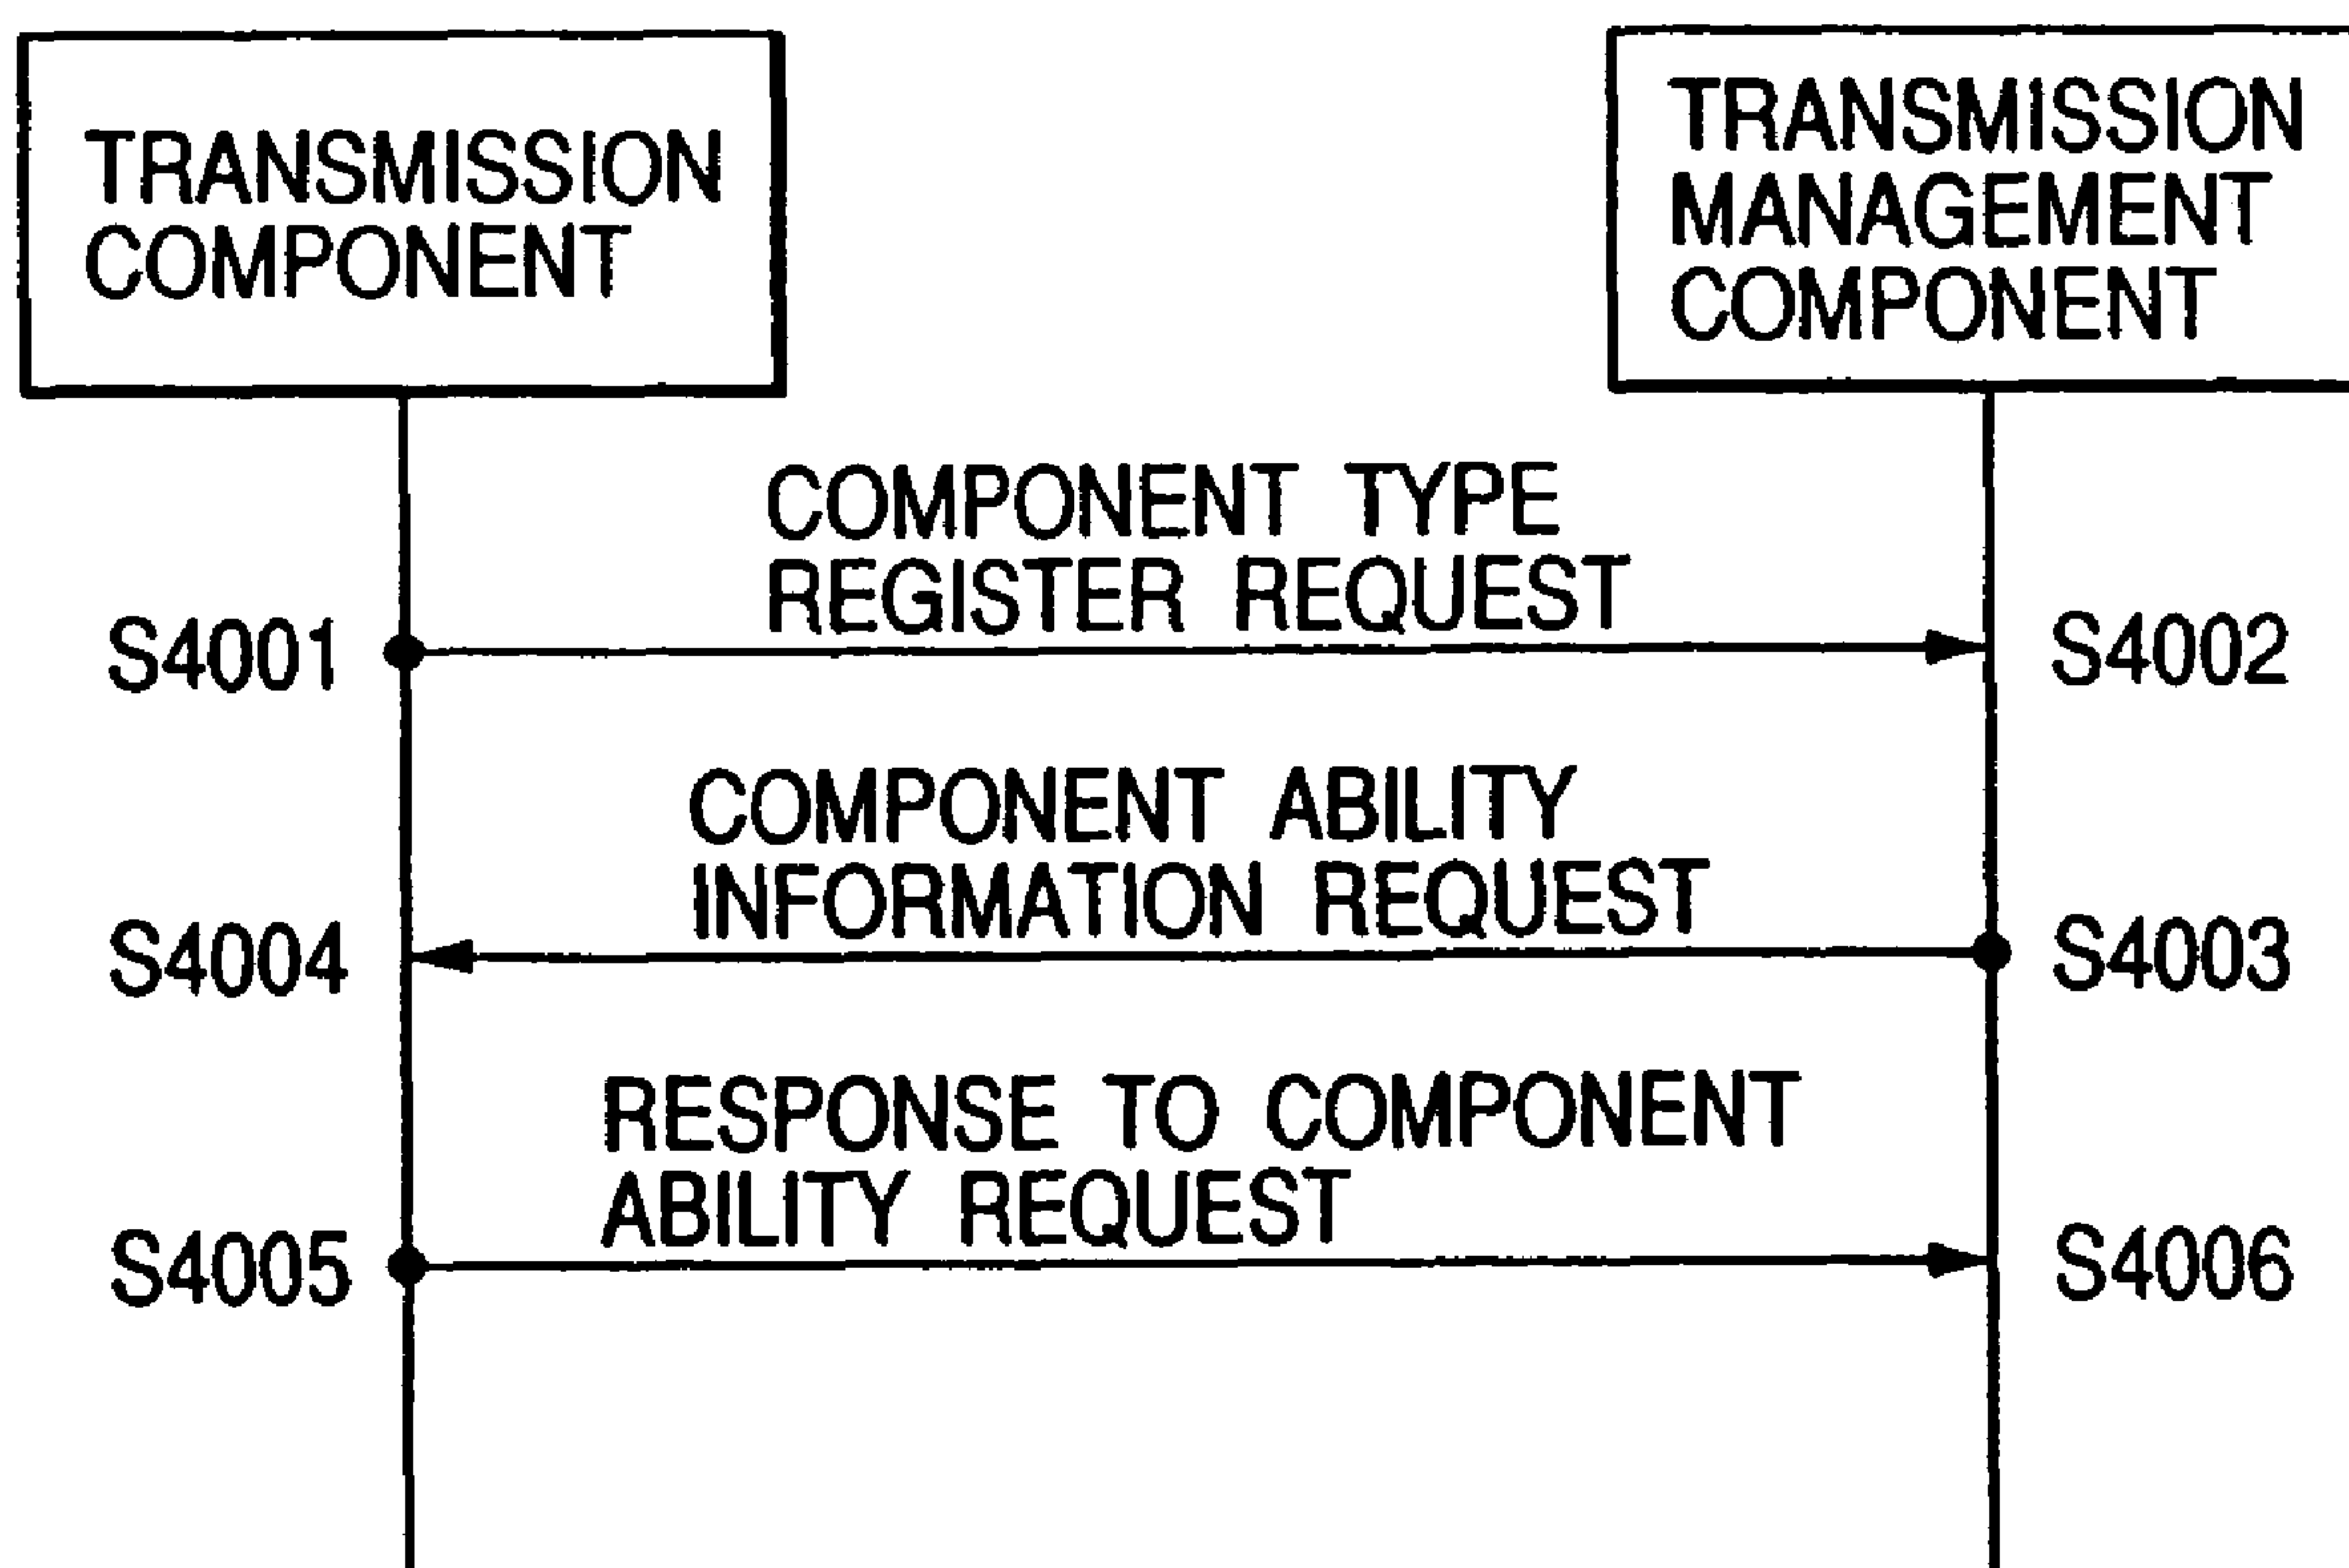 TRANSMISSION
COMPONENT
TRANSMISSION
MANAGEMENT
COMPONENT
COMPONENT TYPE
REGISTER REQUEST
S4001
S4002
COMPONENT ABILITY
INFORMATION REQUEST
S4004
S4003
RESPONSE TO COMPONENT
ABILITY REQUEST
S4005
S4006